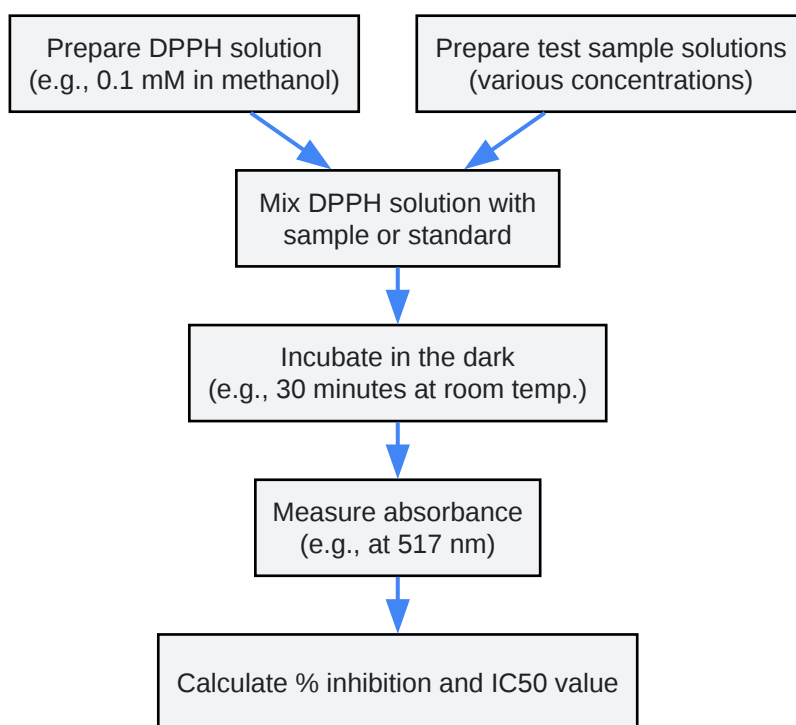 Prepare DPPH solution
(e.g., 0.1 mM in methanol)
Prepare test sample solutions
(various concentrations)
Mix DPPH solution with
sample or standard
Incubate in the dark
(e.g., 30 minutes at room temp.)
Measure absorbance
(e.g., at 517 nm)
Calculate % inhibition and IC50 value